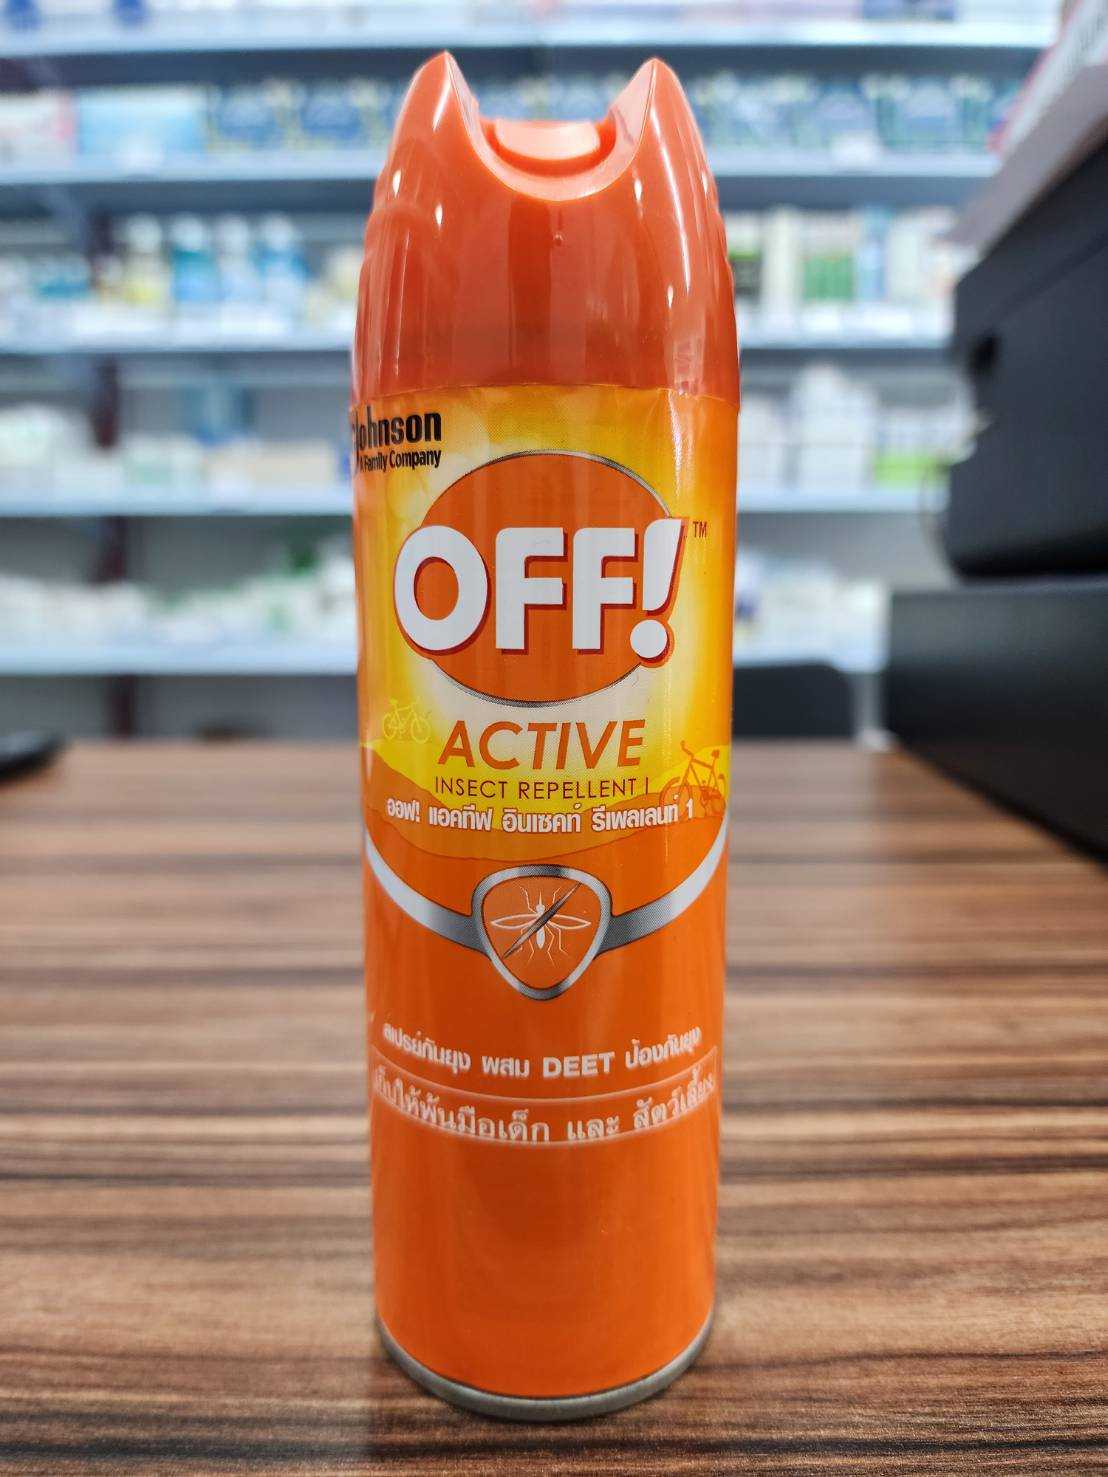 Johnson
A Family Company
OFF!™
ACTIVE
INSECT REPELLENT I
ออฟ! แอคทีฟ อินเซคท์ รีเพลเลนท์ 1
สเปรย์กันยุง ผสม DEET ป้องกันยุง
เก็บให้พ้นมือเด็ก และ สัตว์เลี้ยง